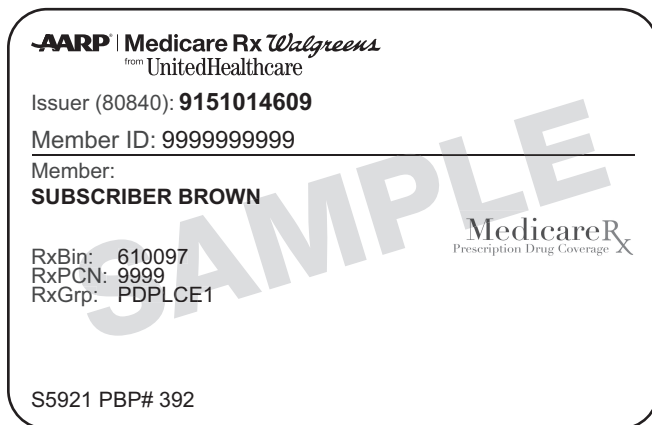 AARP | Medicare Rx Walgreens
from UnitedHealthcare
Issuer (80840): 9151014609
Member ID: 9999999999
Member:
SUBSCRIBER BROWN
SAMPLE
MedicareRx
Prescription Drug Coverage
RxBin: 610097
RxPCN: 9999
RxGrp: PDPLCE1
S5921 PBP# 392